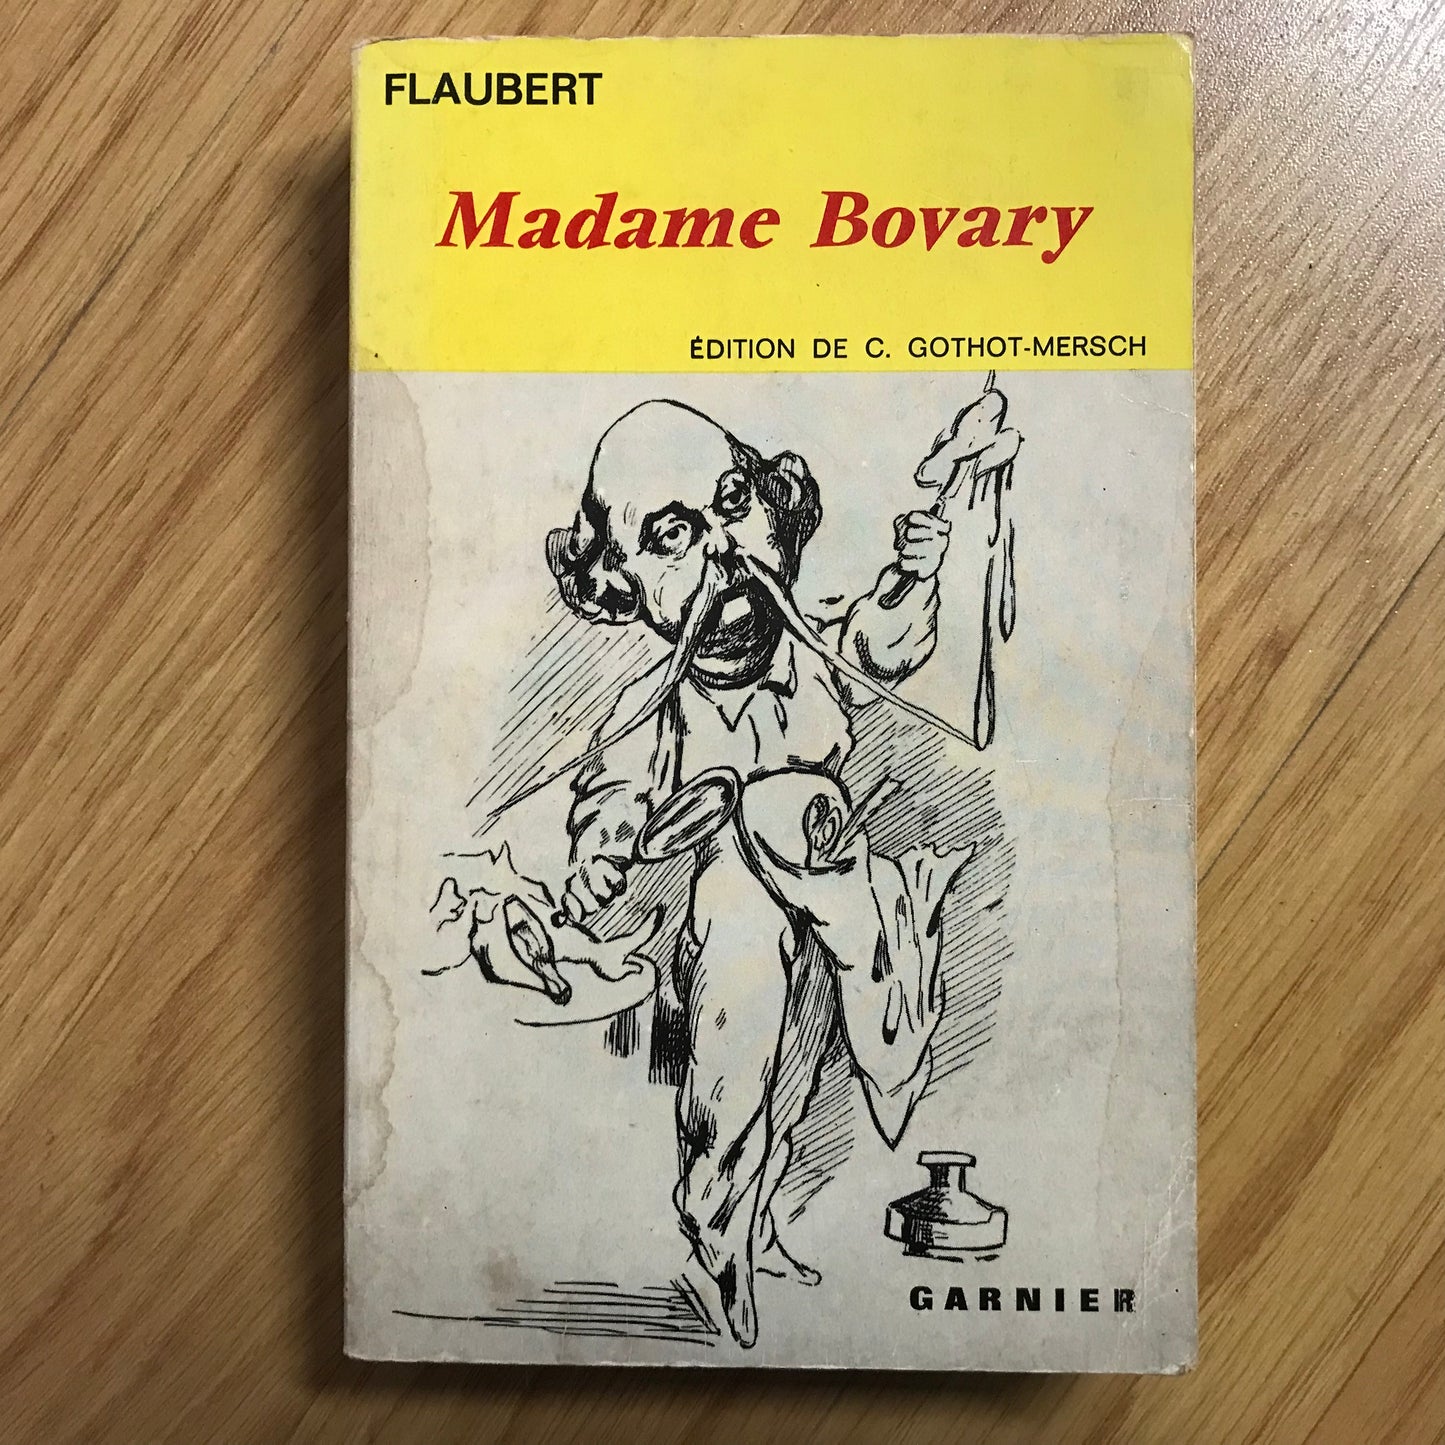 FLAUBERT
Madame Bovary
ÉDITION DE C. GOTHOT-MERSCH
GARNIER